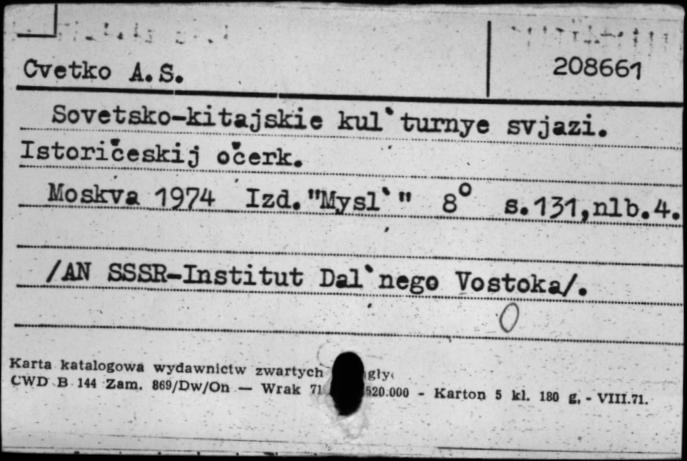 Cvetko A.S.
208661
Sovetsko-kitajskie kul`turnye svjazi.
Istoričeskij očerk.
Moskva 1974 Izd."Mysl`" 8° s.131,nlb.4.
/AN SSSR-Institut Dal`nego Vostoka/.
0
Karta katalogowa wydawnictw zwartych
CWD B 144 Zam. 869/Dw/On — Wrak 71 520.000 - Karton 5 kl. 180 g. - VIII.71.